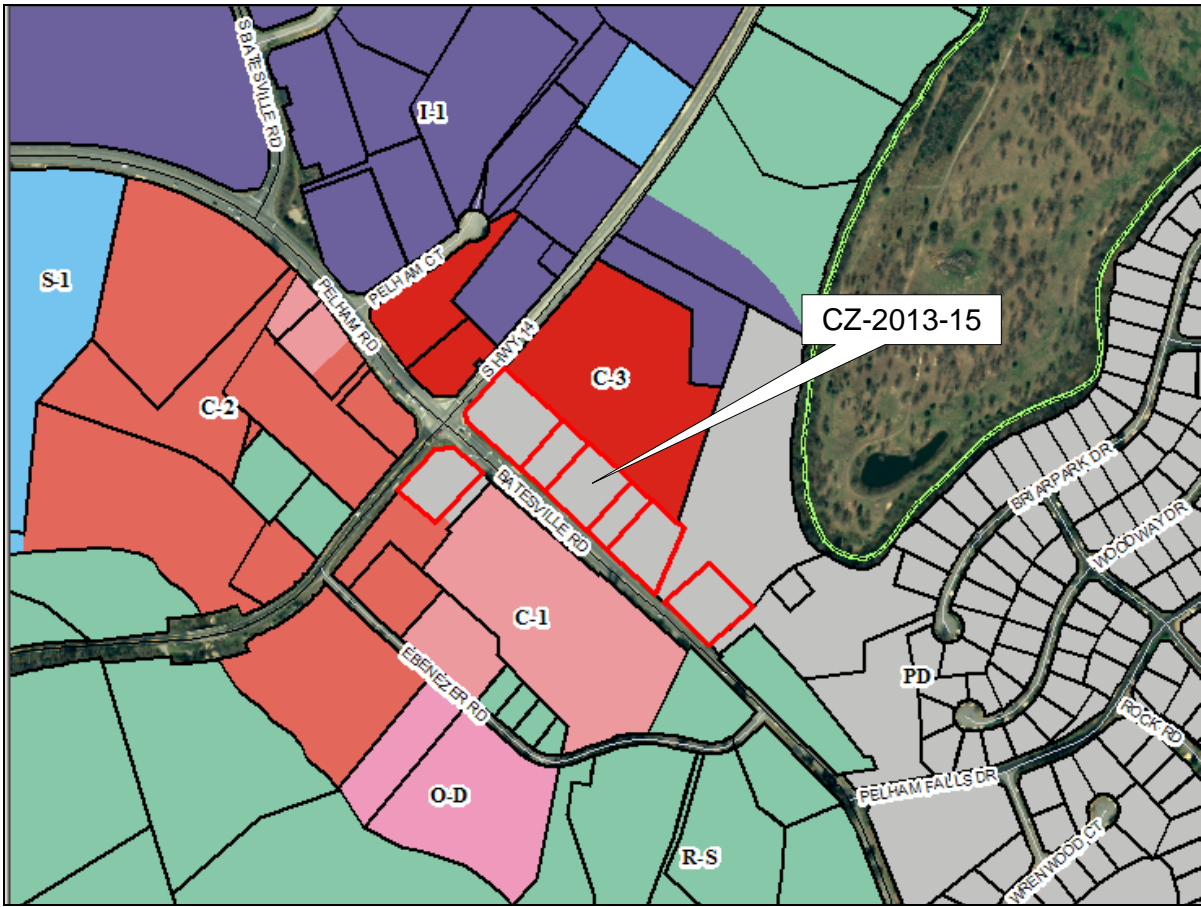 S BATESVILLE RD
I-1
S-1
PELHAM CT
PELHAM RD
S HWY 14
CZ-2013-15
C-3
C-2
BATESVILLE RD
BRIARPARK DR
WOODWAY DR
C-1
EBENEZER RD
PD
ROCK RD
O-D
PELHAM FALLS DR
R-S
WRENWOOD CT